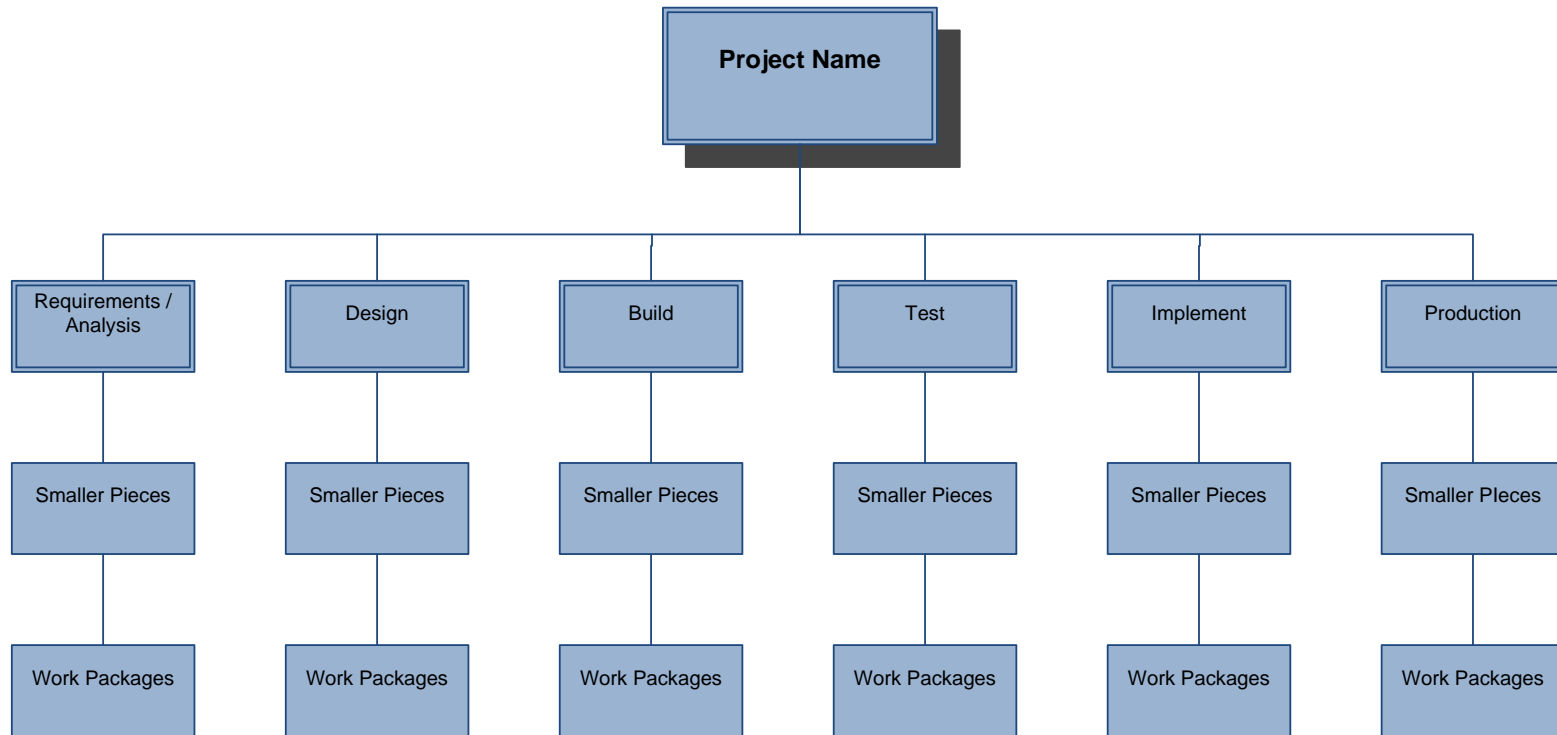 Project Name
Requirements /
Analysis
Design
Build
Test
Implement
Production
Smaller Pieces
Smaller Pieces
Smaller Pieces
Smaller Pieces
Smaller Pieces
Smaller PIeces
Work Packages
Work Packages
Work Packages
Work Packages
Work Packages
Work Packages